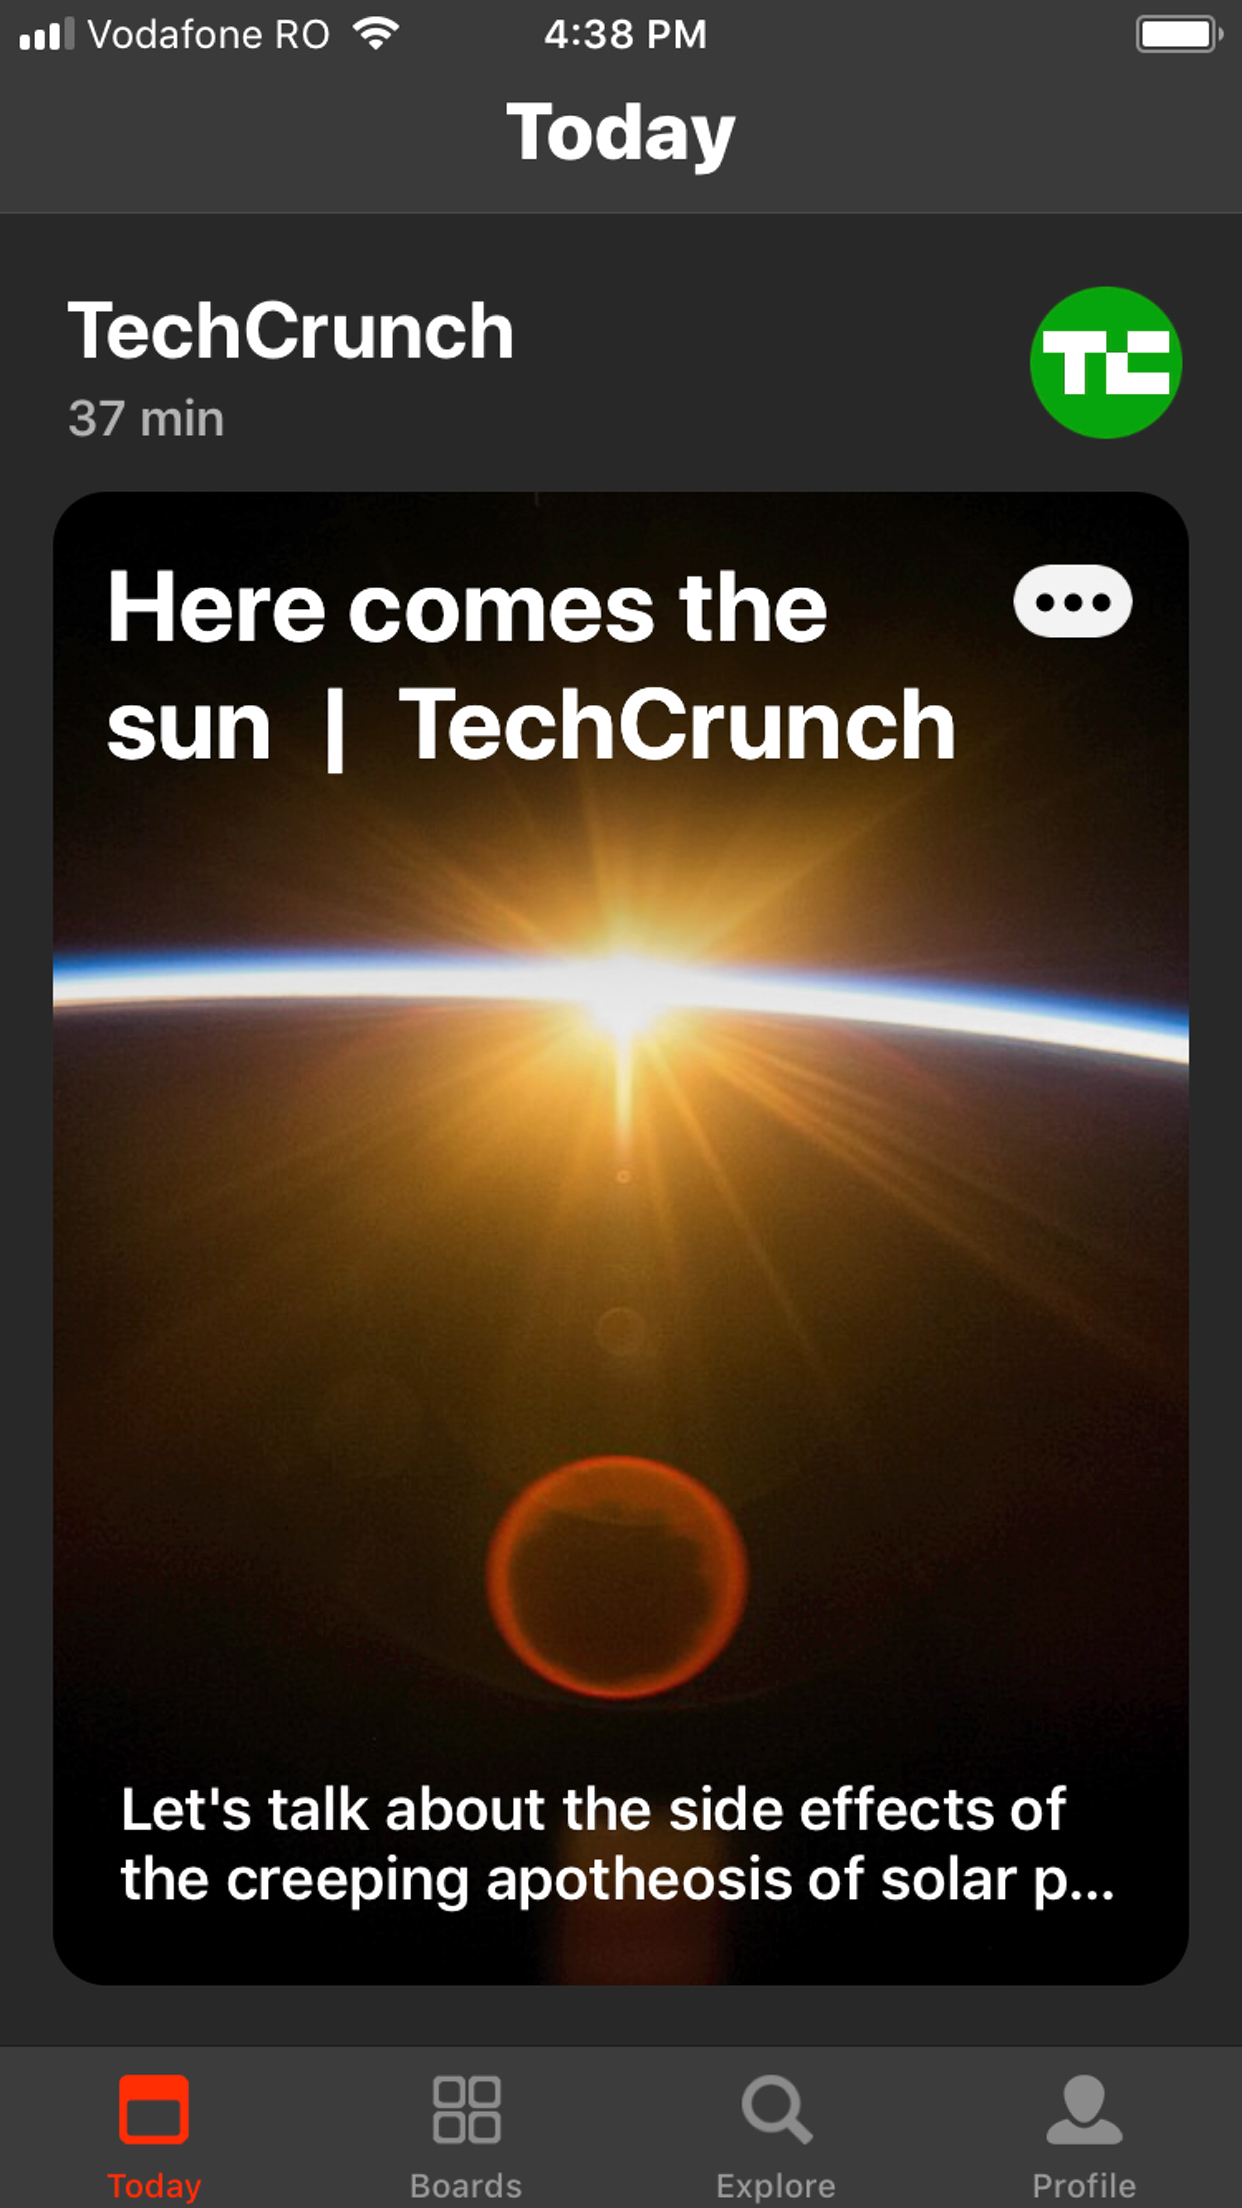 Vodafone RO 4:38 PM
Today
TechCrunch
37 min
TC
Here comes the
sun | TechCrunch
Let's talk about the side effects of
the creeping apotheosis of solar p...
Today Boards Explore Profile